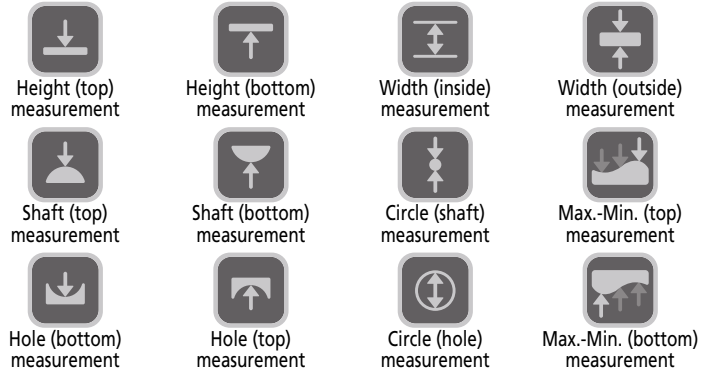 Height (top)
measurement
Height (bottom)
measurement
Width (inside)
measurement
Width (outside)
measurement
Shaft (top)
measurement
Shaft (bottom)
measurement
Circle (shaft)
measurement
Max.-Min. (top)
measurement
Hole (bottom)
measurement
Hole (top)
measurement
Circle (hole)
measurement
Max.-Min. (bottom)
measurement